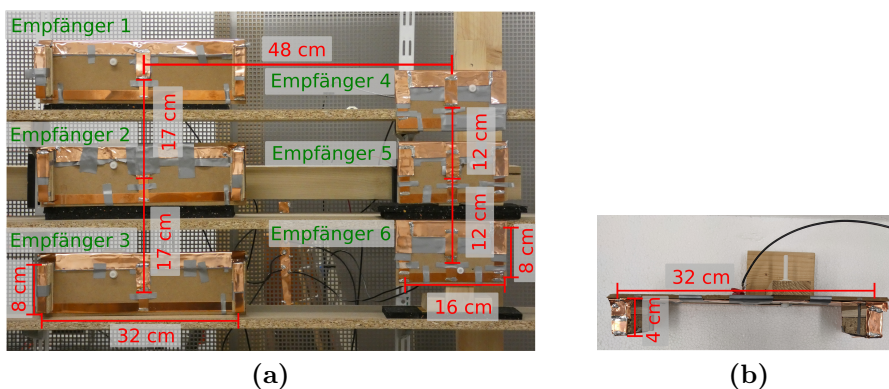 Empfänger 1
48 cm
Empfänger 4
17 cm
Empfänger 2
12 cm
Empfänger 5
17 cm
12 cm
Empfänger 3
Empfänger 6
8 cm
8 cm
16 cm
32 cm
32 cm
4 cm
(a)
(b)